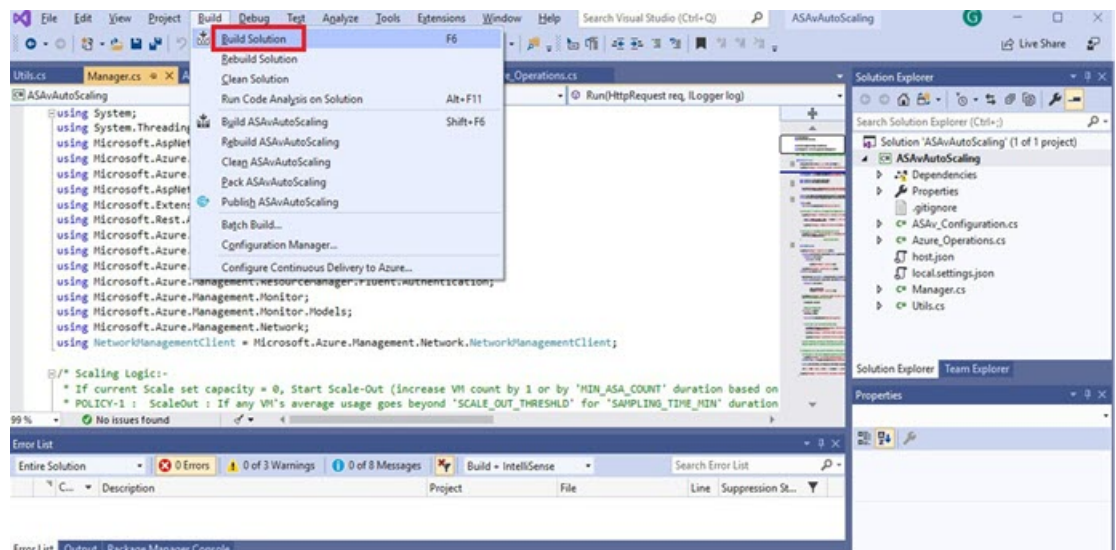 File Edit View Project Build Debug Test Analyze Tools Extensions Window Help Search Visual Studio (Ctrl+Q) ASAvAutoScaling G
Live Share
Utils.cs Manager.cs e_Operations.cs
ASAvAutoScaling Run(HttpRequest req, ILogger log)
Build Solution F6
Rebuild Solution
Clean Solution
Run Code Analysis on Solution Alt+F11
Build ASAvAutoScaling Shift+F6
Rebuild ASAvAutoScaling
Clean ASAvAutoScaling
Pack ASAvAutoScaling
Publish ASAvAutoScaling
Batch Build...
Configuration Manager...
Configure Continuous Delivery to Azure...
using System;
using System.Threading
using Microsoft.AspNet
using Microsoft.Azure.
using Microsoft.Azure.
using Microsoft.AspNet
using Microsoft.Extens
using Microsoft.Rest.A
using Microsoft.Azure.
using Microsoft.Azure.
using Microsoft.Azure.
using Microsoft.Azure.Management.ResourceManager.Fluent.Authentication;
using Microsoft.Azure.Management.Monitor;
using Microsoft.Azure.Management.Monitor.Models;
using Microsoft.Azure.Management.Network;
using NetworkManagementClient = Microsoft.Azure.Management.Network.NetworkManagementClient;
/* Scaling Logic:-
* If current Scale set capacity = 0, Start Scale-Out (increase VM count by 1 or by 'MIN_ASA_COUNT' duration based on
* POLICY-1 : ScaleOut : If any VM's average usage goes beyond 'SCALE_OUT_THRESHLD' for 'SAMPLING_TIME_MIN' duration
99 % No issues found
Solution Explorer
Search Solution Explorer (Ctrl+;)
Solution 'ASAvAutoScaling' (1 of 1 project)
ASAvAutoScaling
Dependencies
Properties
.gitignore
ASAv_Configuration.cs
Azure_Operations.cs
host.json
local.settings.json
Manager.cs
Utils.cs
Solution Explorer Team Explorer
Properties
Error List
Entire Solution 0 Errors 0 of 3 Warnings 0 of 8 Messages Build + IntelliSense Search Error List
C... Description Project File Line Suppression St...
Error List Output Package Manager Console